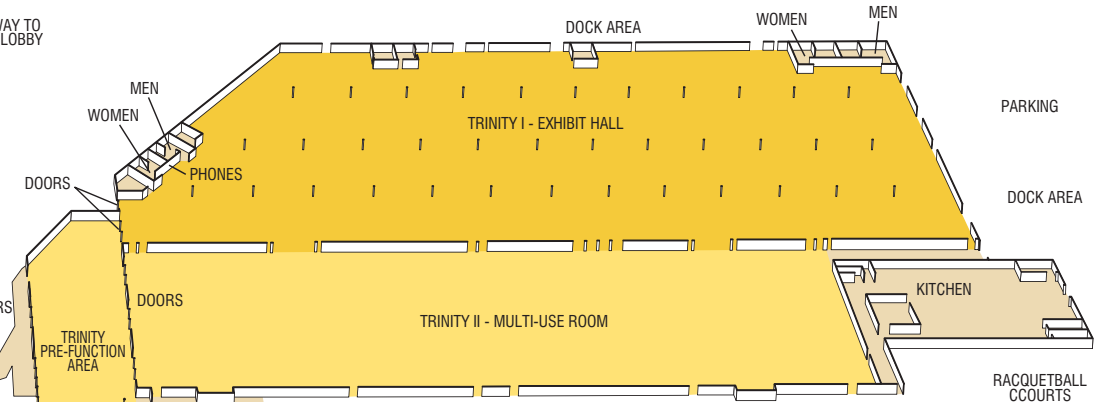 WAY TO
LOBBY
DOCK AREA
WOMEN
MEN
PARKING
MEN
WOMEN
TRINITY I - EXHIBIT HALL
PHONES
DOORS
DOCK AREA
DOORS
KITCHEN
TRINITY II - MULTI-USE ROOM
TRINITY
PRE-FUNCTION
AREA
RACQUETBALL
CCOURTS